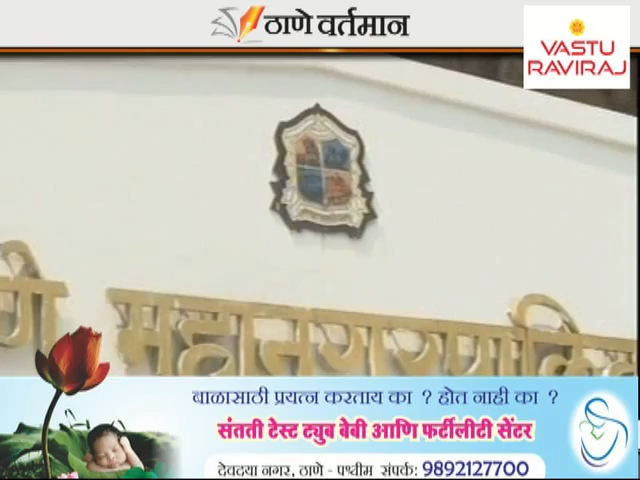 ठाणे वर्तमान
VASTU
RAVIRAJ
णे महानगरपालिका
बाळासाठी प्रयत्न करताय का ? होत नाही का ?
संतती टेस्ट ट्युब बेबी आणि फर्टीलीटी सेंटर
देवदया नगर, ठाणे - पश्चीम संपर्क: 9892127700